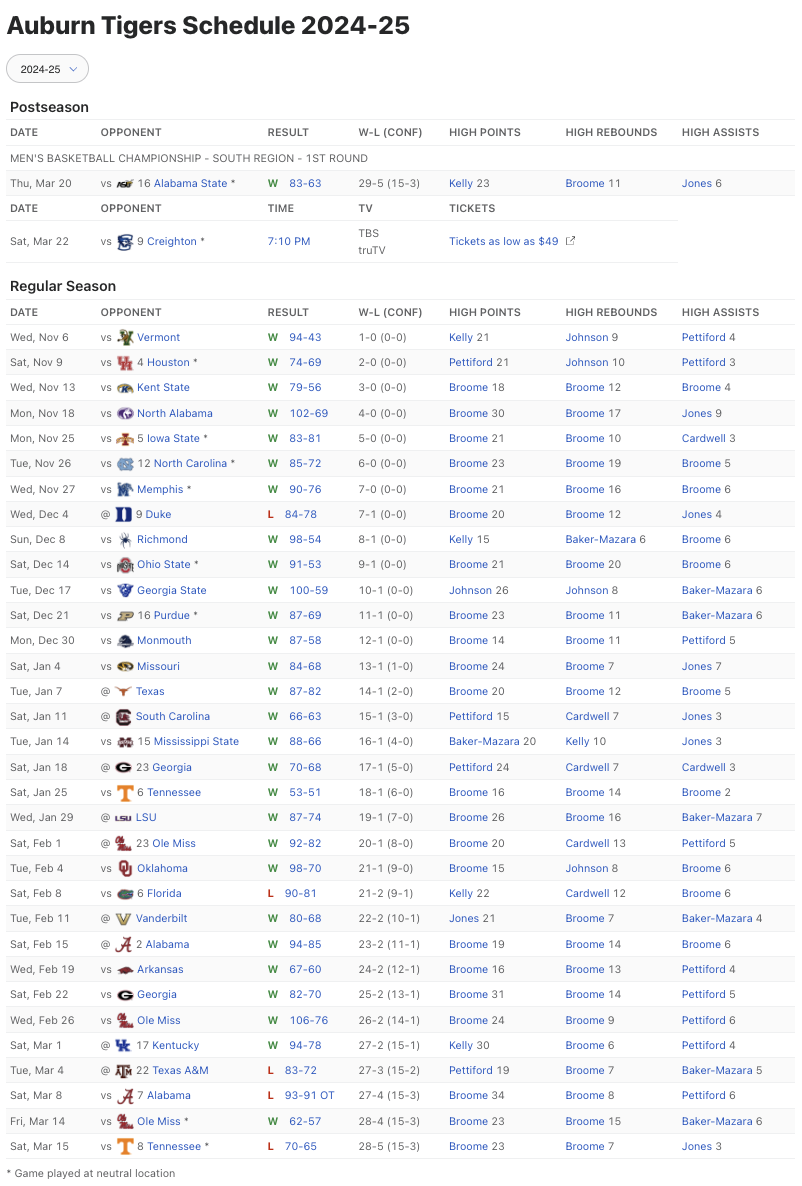 Auburn Tigers Schedule 2024-25
2024-25
Postseason
DATE OPPONENT RESULT W-L (CONF) HIGH POINTS HIGH REBOUNDS HIGH ASSISTS
MEN'S BASKETBALL CHAMPIONSHIP - SOUTH REGION - 1ST ROUND
Thu, Mar 20 vs 16 Alabama State * W 83-63 29-5 (15-3) Kelly 23 Broome 11 Jones 6
DATE OPPONENT TIME TV TICKETS
Sat, Mar 22 vs 9 Creighton * 7:10 PM TBS truTV Tickets as low as $49
Regular Season
DATE OPPONENT RESULT W-L (CONF) HIGH POINTS HIGH REBOUNDS HIGH ASSISTS
Wed, Nov 6 vs Vermont W 94-43 1-0 (0-0) Kelly 21 Johnson 9 Pettiford 4
Sat, Nov 9 vs 4 Houston * W 74-69 2-0 (0-0) Pettiford 21 Johnson 10 Pettiford 3
Wed, Nov 13 vs Kent State W 79-56 3-0 (0-0) Broome 18 Broome 12 Broome 4
Mon, Nov 18 vs North Alabama W 102-69 4-0 (0-0) Broome 30 Broome 17 Jones 9
Mon, Nov 25 vs 5 Iowa State * W 83-81 5-0 (0-0) Broome 21 Broome 10 Cardwell 3
Tue, Nov 26 vs 12 North Carolina * W 85-72 6-0 (0-0) Broome 23 Broome 19 Broome 5
Wed, Nov 27 vs Memphis * W 90-76 7-0 (0-0) Broome 21 Broome 16 Broome 6
Wed, Dec 4 @ 9 Duke L 84-78 7-1 (0-0) Broome 20 Broome 12 Jones 4
Sun, Dec 8 vs Richmond W 98-54 8-1 (0-0) Kelly 15 Baker-Mazara 6 Broome 6
Sat, Dec 14 vs Ohio State * W 91-53 9-1 (0-0) Broome 21 Broome 20 Broome 6
Tue, Dec 17 vs Georgia State W 100-59 10-1 (0-0) Johnson 26 Johnson 8 Baker-Mazara 6
Sat, Dec 21 vs 16 Purdue * W 87-69 11-1 (0-0) Broome 23 Broome 11 Baker-Mazara 6
Mon, Dec 30 vs Monmouth W 87-58 12-1 (0-0) Broome 14 Broome 11 Pettiford 5
Sat, Jan 4 vs Missouri W 84-68 13-1 (1-0) Broome 24 Broome 7 Jones 7
Tue, Jan 7 @ Texas W 87-82 14-1 (2-0) Broome 20 Broome 12 Broome 5
Sat, Jan 11 @ South Carolina W 66-63 15-1 (3-0) Pettiford 15 Cardwell 7 Jones 3
Tue, Jan 14 vs 15 Mississippi State W 88-66 16-1 (4-0) Baker-Mazara 20 Kelly 10 Jones 3
Sat, Jan 18 @ 23 Georgia W 70-68 17-1 (5-0) Pettiford 24 Cardwell 7 Cardwell 3
Sat, Jan 25 vs 6 Tennessee W 53-51 18-1 (6-0) Broome 16 Broome 14 Broome 2
Wed, Jan 29 @ LSU LSU W 87-74 19-1 (7-0) Broome 26 Broome 16 Baker-Mazara 7
Sat, Feb 1 @ 23 Ole Miss W 92-82 20-1 (8-0) Broome 20 Cardwell 13 Pettiford 5
Tue, Feb 4 vs Oklahoma W 98-70 21-1 (9-0) Broome 15 Johnson 8 Broome 6
Sat, Feb 8 vs 6 Florida L 90-81 21-2 (9-1) Kelly 22 Cardwell 12 Broome 6
Tue, Feb 11 @ Vanderbilt W 80-68 22-2 (10-1) Jones 21 Broome 7 Baker-Mazara 4
Sat, Feb 15 @ 2 Alabama W 94-85 23-2 (11-1) Broome 19 Broome 14 Broome 6
Wed, Feb 19 vs Arkansas W 67-60 24-2 (12-1) Broome 16 Broome 13 Pettiford 4
Sat, Feb 22 vs Georgia W 82-70 25-2 (13-1) Broome 31 Broome 14 Pettiford 5
Wed, Feb 26 vs Ole Miss W 106-76 26-2 (14-1) Broome 24 Broome 9 Pettiford 6
Sat, Mar 1 @ 17 Kentucky W 94-78 27-2 (15-1) Kelly 30 Broome 6 Pettiford 4
Tue, Mar 4 @ 22 Texas A&M L 83-72 27-3 (15-2) Pettiford 19 Broome 7 Baker-Mazara 5
Sat, Mar 8 vs 7 Alabama L 93-91 OT 27-4 (15-3) Broome 34 Broome 8 Pettiford 6
Fri, Mar 14 vs Ole Miss * W 62-57 28-4 (15-3) Broome 23 Broome 15 Baker-Mazara 6
Sat, Mar 15 vs 8 Tennessee * L 70-65 28-5 (15-3) Broome 23 Broome 7 Jones 3
* Game played at neutral location